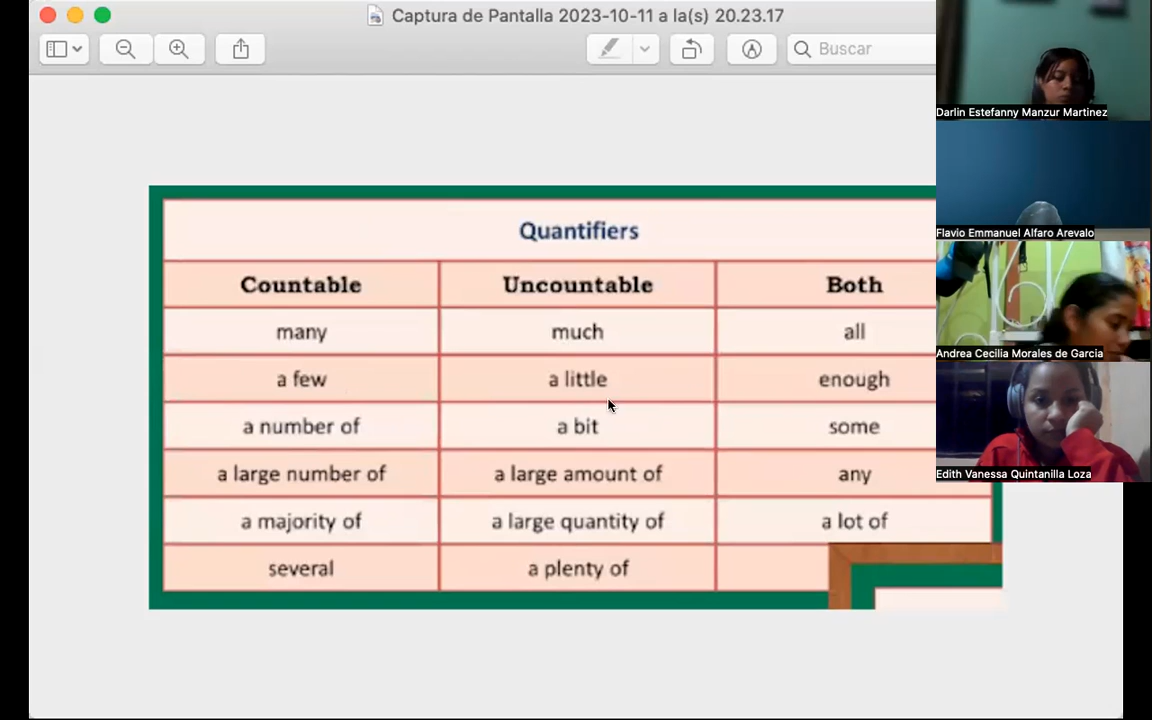 Captura de Pantalla 2023-10-11 a la(s) 20.23.17
Buscar
Quantifiers
Countable Uncountable Both
many much all
a few a little enough
a number of a bit some
a large number of a large amount of any
a majority of a large quantity of a lot of
several a plenty of
Darlin Estefanny Manzur Martinez
Flavio Emmanuel Alfaro Arevalo
Andrea Cecilia Morales de Garcia
Edith Vanessa Quintanilla Loza